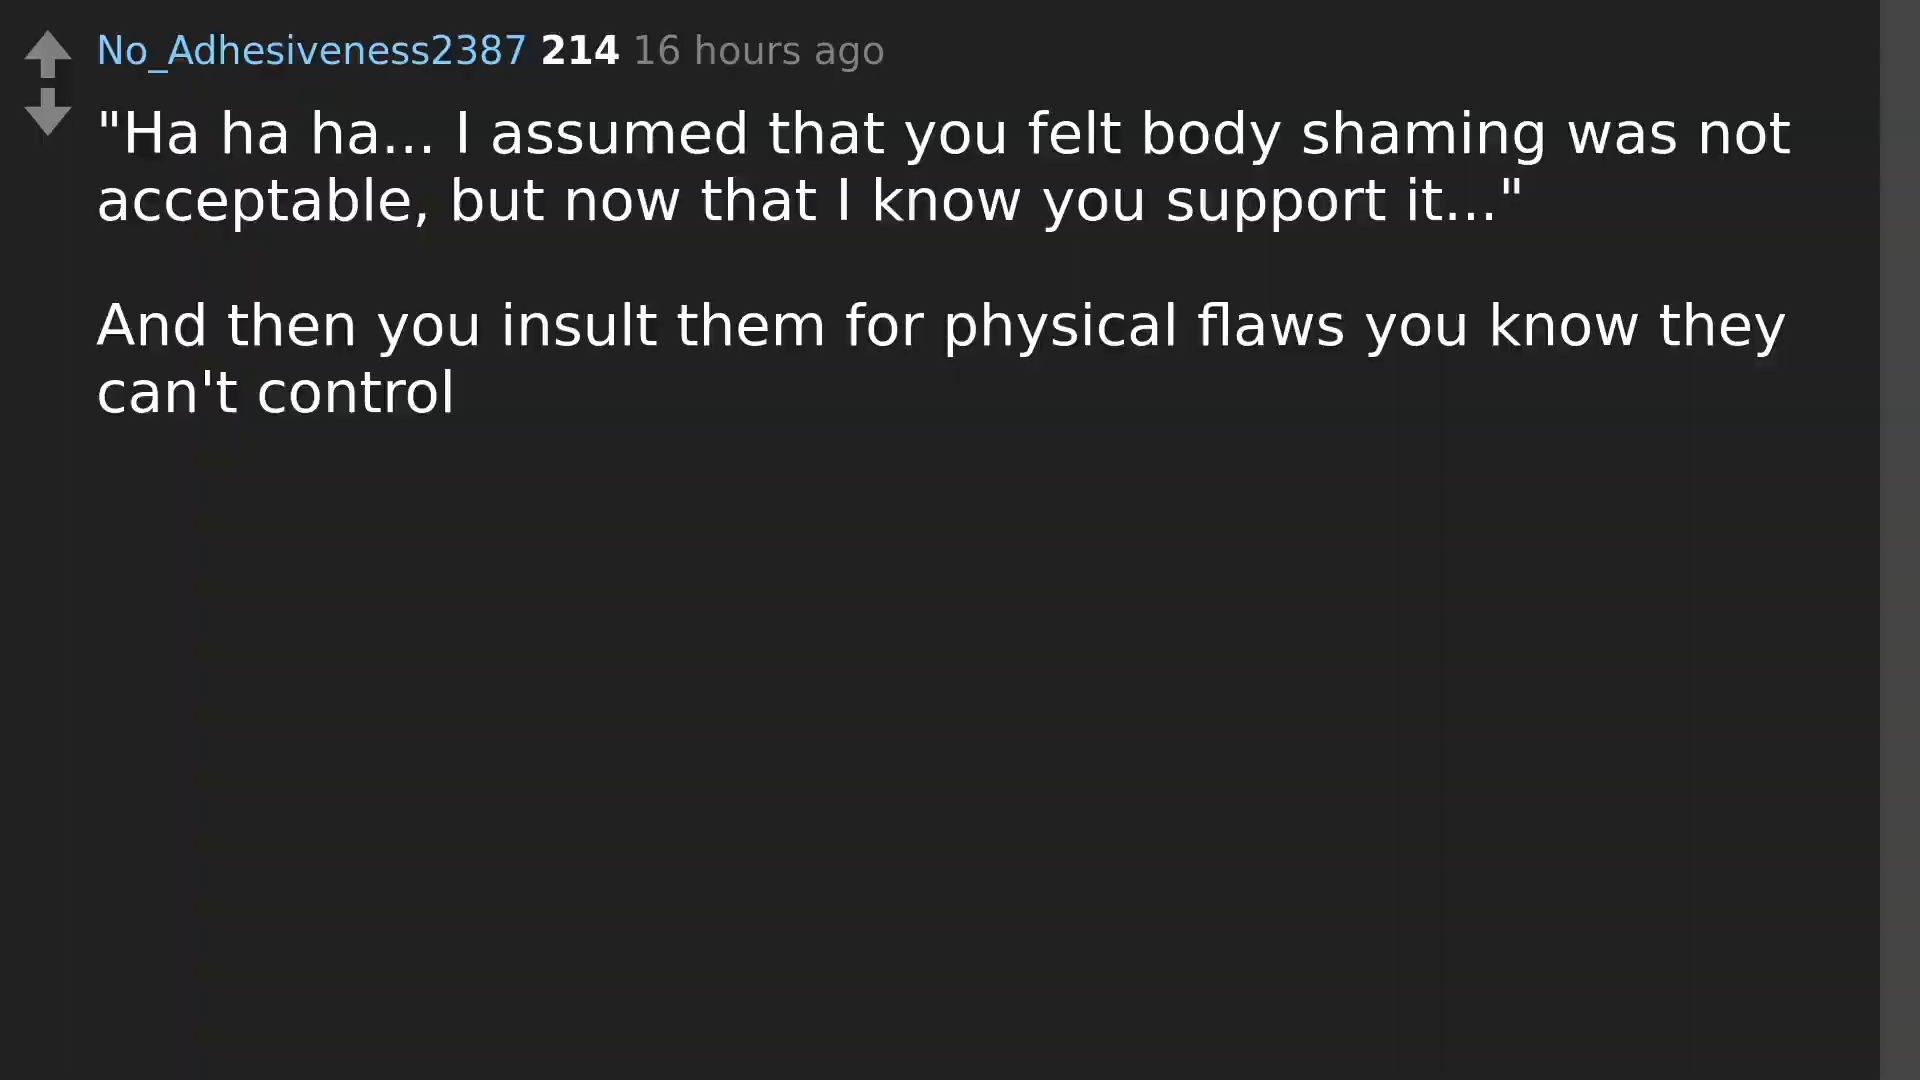 No_Adhesiveness2387 214 16 hours ago
"Ha ha ha... I assumed that you felt body shaming was not
acceptable, but now that I know you support it..."
And then you insult them for physical flaws you know they
can't control